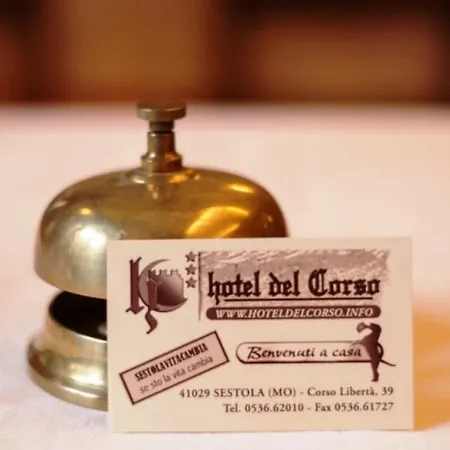 hc
hotel del Corso
WWW.HOTELDELCORSO.INFO
Benvenuti a casa
SESTOLAVITACAMBIA
se sto la vita cambia
41029 SESTOLA (MO) - Corso Libertà, 39
Tel. 0536.62010 - Fax 0536.61727